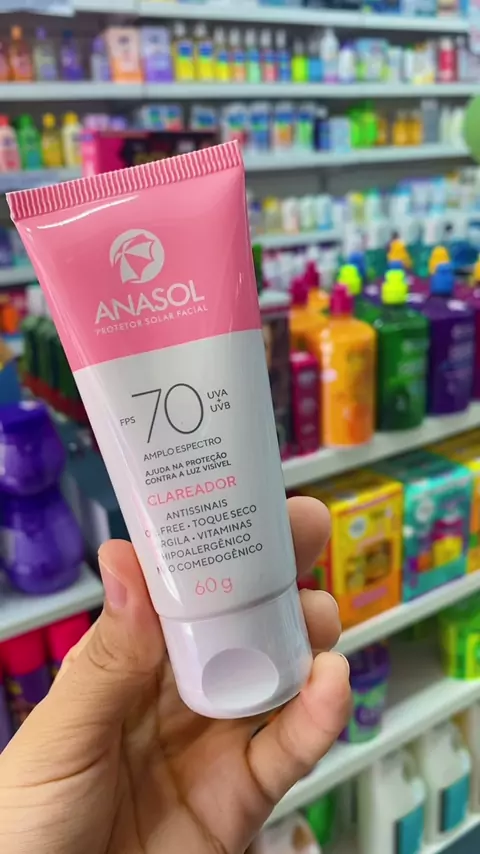 ANASOL
PROTETOR SOLAR FACIAL
FPS 70 UVA + UVB
AMPLO ESPECTRO
AJUDA NA PROTEÇÃO
CONTRA A LUZ VISÍVEL
CLAREADOR
ANTISSINAIS
FREE • TOQUE SECO
VITAMINAS
COMEDOGÊNICO
60 g